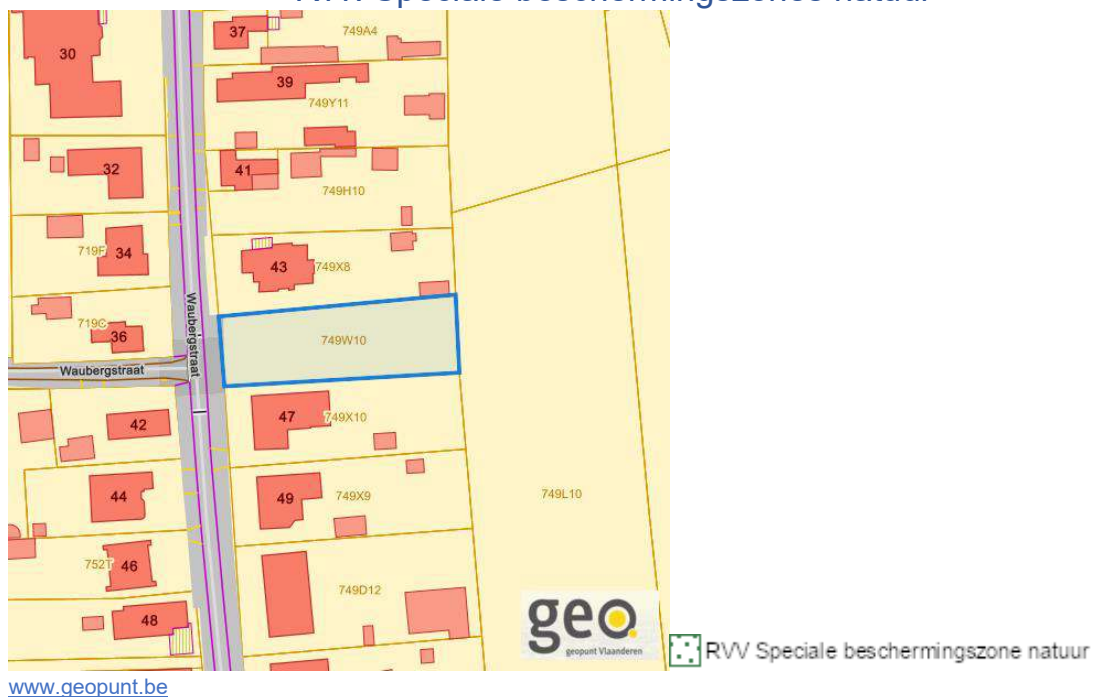 RVV Speciale beschermingszones natuur
37
749A4
30
39
749Y11
32
41
749H10
719F
34
43
749X8
Waubergstraat
719C
36
749W10
Waubergstraat
42
47
749X10
44
49
749X9
749L10
752T
46
749D12
48
geo
geopunt Vlaanderen
RVV Speciale beschermingszone natuur
www.geopunt.be